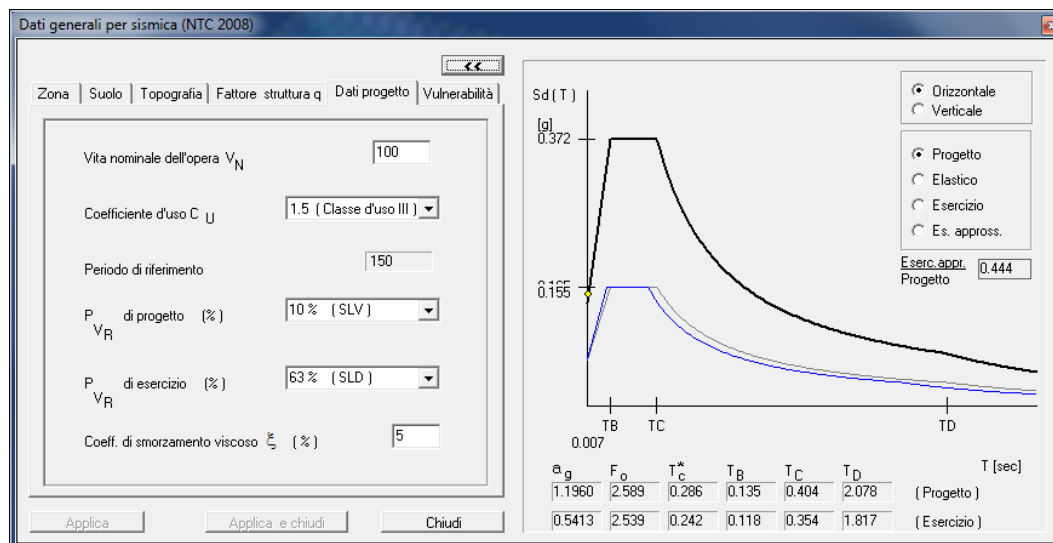 Dati generali per sismica (NTC 2008)
<<
Zona Suolo Topografia Fattore struttura q Dati progetto Vulnerabilità
Vita nominale dell'opera V N 100
Coefficiente d'uso C U 1.5 ( Classe d'uso III )
Periodo di riferimento 150
P V R di progetto (%) 10 % ( SLV )
P V R di esercizio (%) 63 % ( SLD )
Coeff. di smorzamento viscoso ξ (%) 5
Applica Applica e chiudi Chiudi
Sd ( T )
[g]
0.372
0.155
TB TC TD
0.007
T [sec]
Orizzontale
Verticale
Progetto
Elastico
Esercizio
Es. appross.
Eserc.appr.
Progetto
0.444
a g F o T c * T B T C T D
1.1960 2.589 0.286 0.135 0.404 2.078 ( Progetto )
0.5413 2.539 0.242 0.118 0.354 1.817 ( Esercizio )